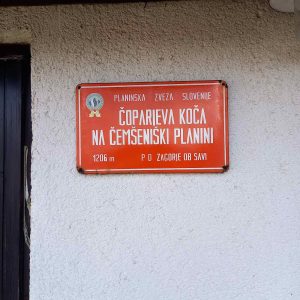 PLANINSKA ZVEZA SLOVENIJE
ČOPARJEVA KOČA
NA ČEMŠENIŠKI PLANINI
1206 m P D ZAGORJE OB SAVI